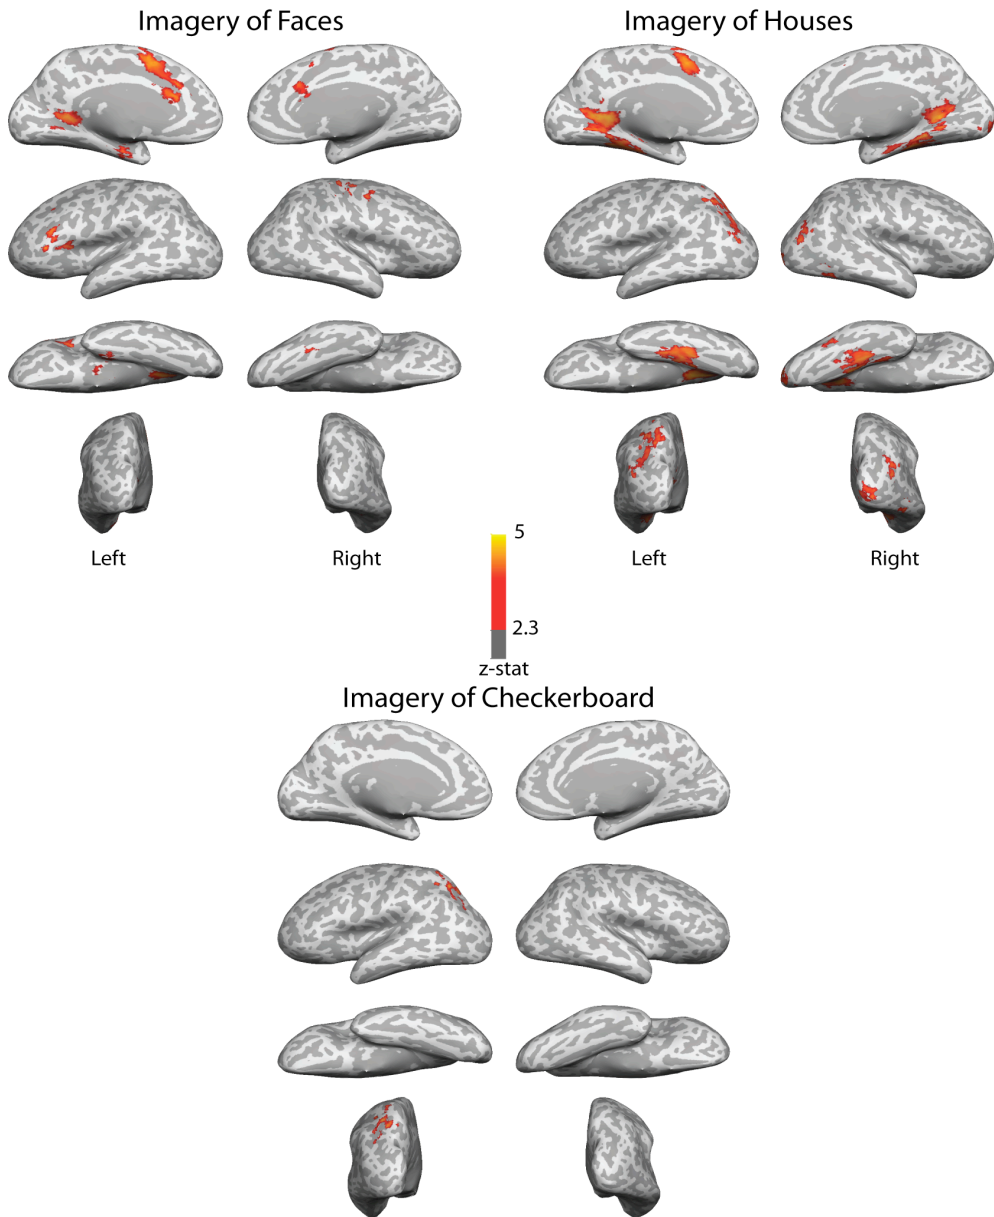 Imagery of Faces
Imagery of Houses
Left
Right
Left
Right
5
2.3
z-stat
Imagery of Checkerboard